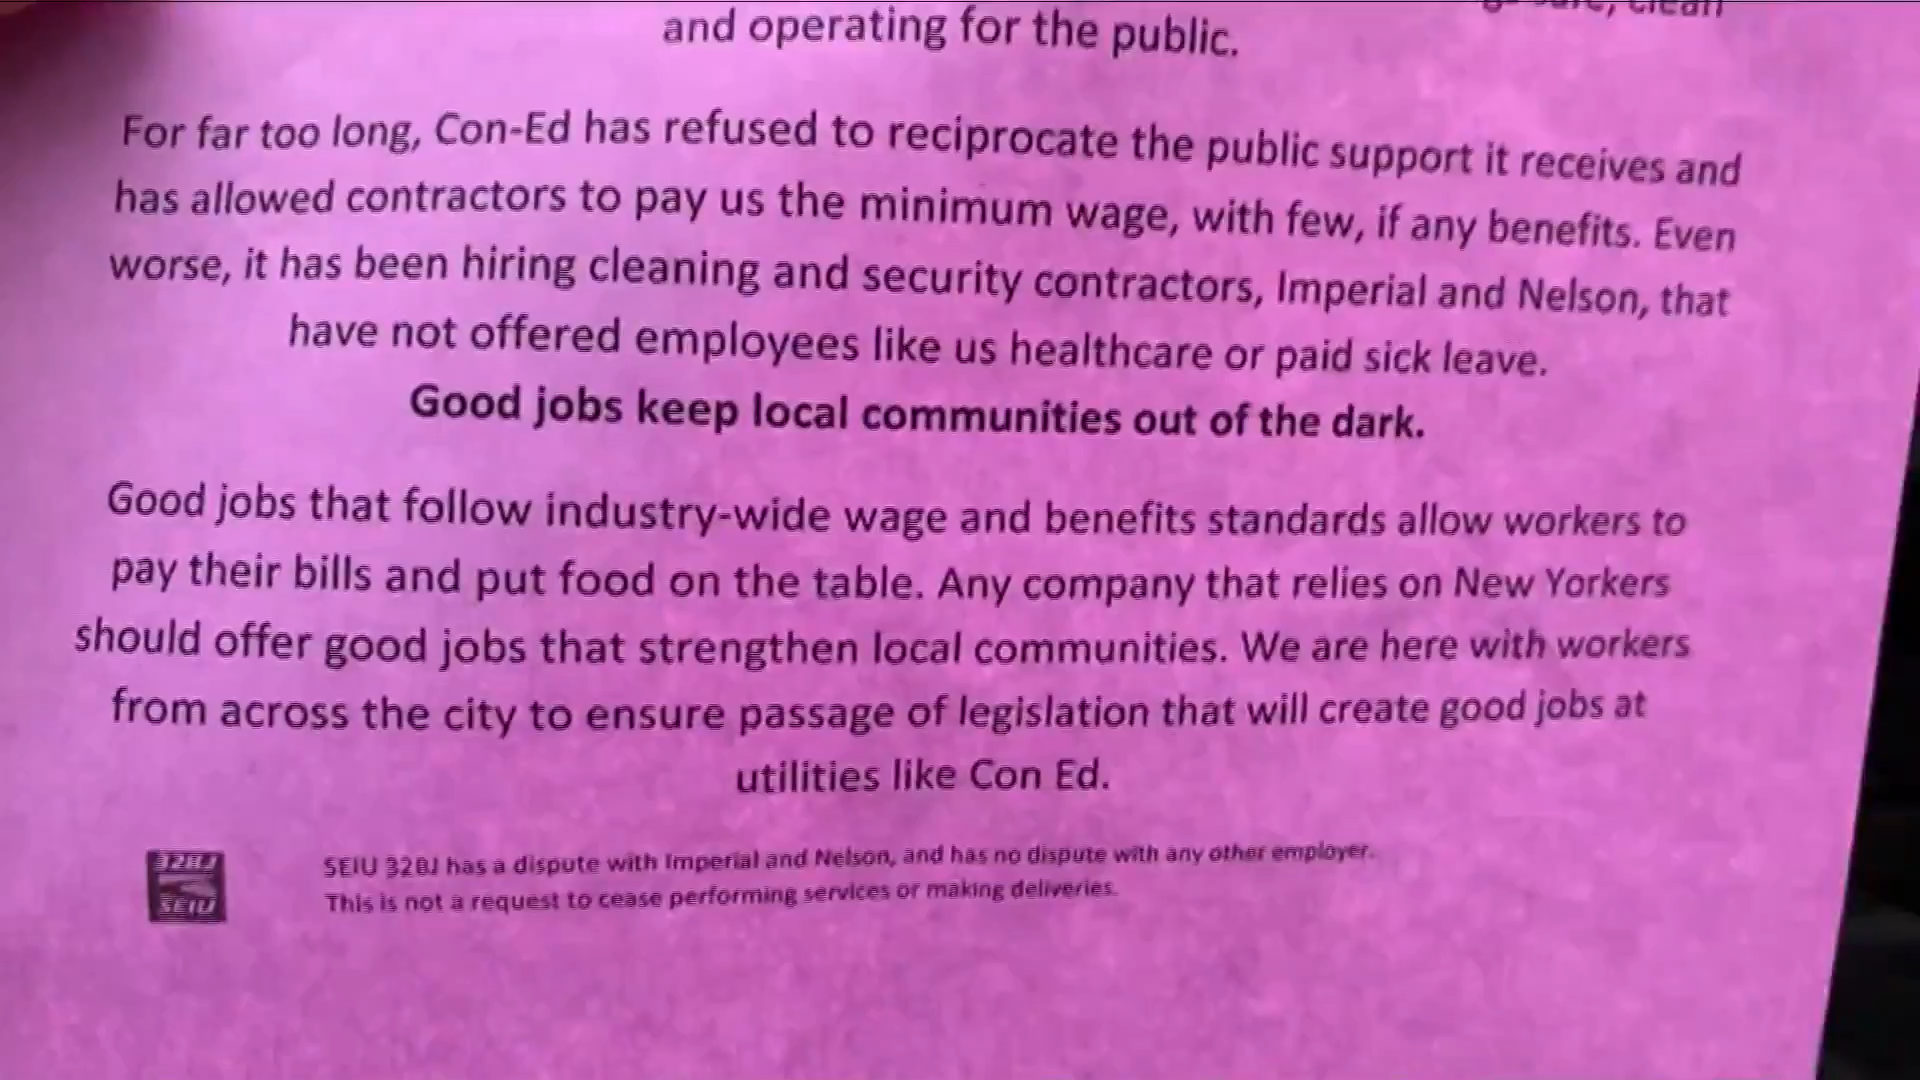 clean
and operating for the public.
For far too long, Con-Ed has refused to reciprocate the public support it receives and
has allowed contractors to pay us the minimum wage, with few, if any benefits. Even
worse, it has been hiring cleaning and security contractors, Imperial and Nelson, that
have not offered employees like us healthcare or paid sick leave.
Good jobs keep local communities out of the dark.
Good jobs that follow industry-wide wage and benefits standards allow workers to
pay their bills and put food on the table. Any company that relies on New Yorkers
should offer good jobs that strengthen local communities. We are here with workers
from across the city to ensure passage of legislation that will create good jobs at
utilities like Con Ed.
32BJ
SEIU
SEIU 32BJ has a dispute with Imperial and Nelson, and has no dispute with any other employer.
This is not a request to cease performing services or making deliveries.